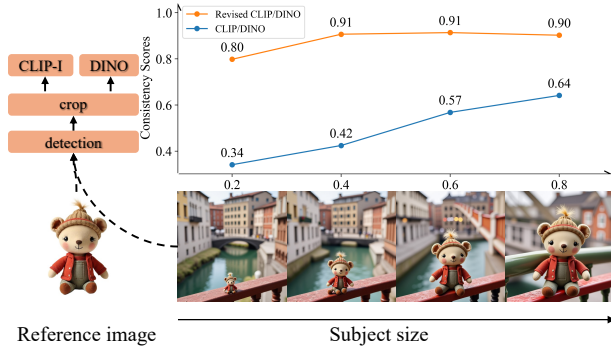 CLIP-I
DINO
crop
detection
Reference image
Consistency Scores
1.0
0.8
0.6
0.4
Revised CLIP/DINO
CLIP/DINO
0.80
0.91
0.91
0.90
0.34
0.42
0.57
0.64
0.2
0.4
0.6
0.8
Subject size